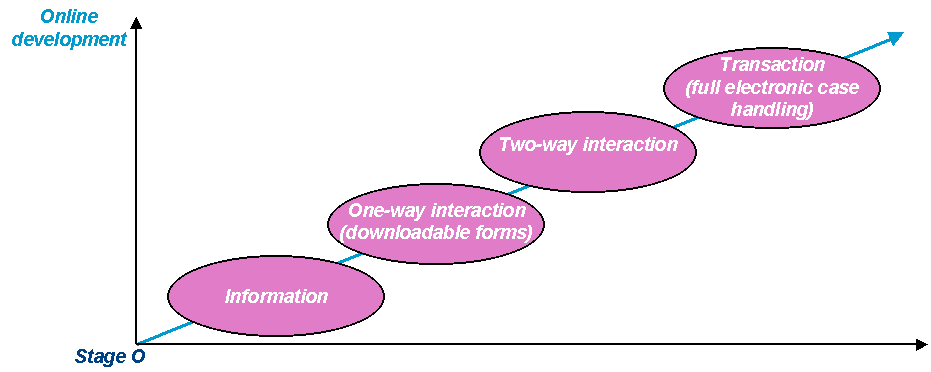 Online
development
Transaction
(full electronic case
handling)
Two-way interaction
One-way interaction
(downloadable forms)
Information
Stage O